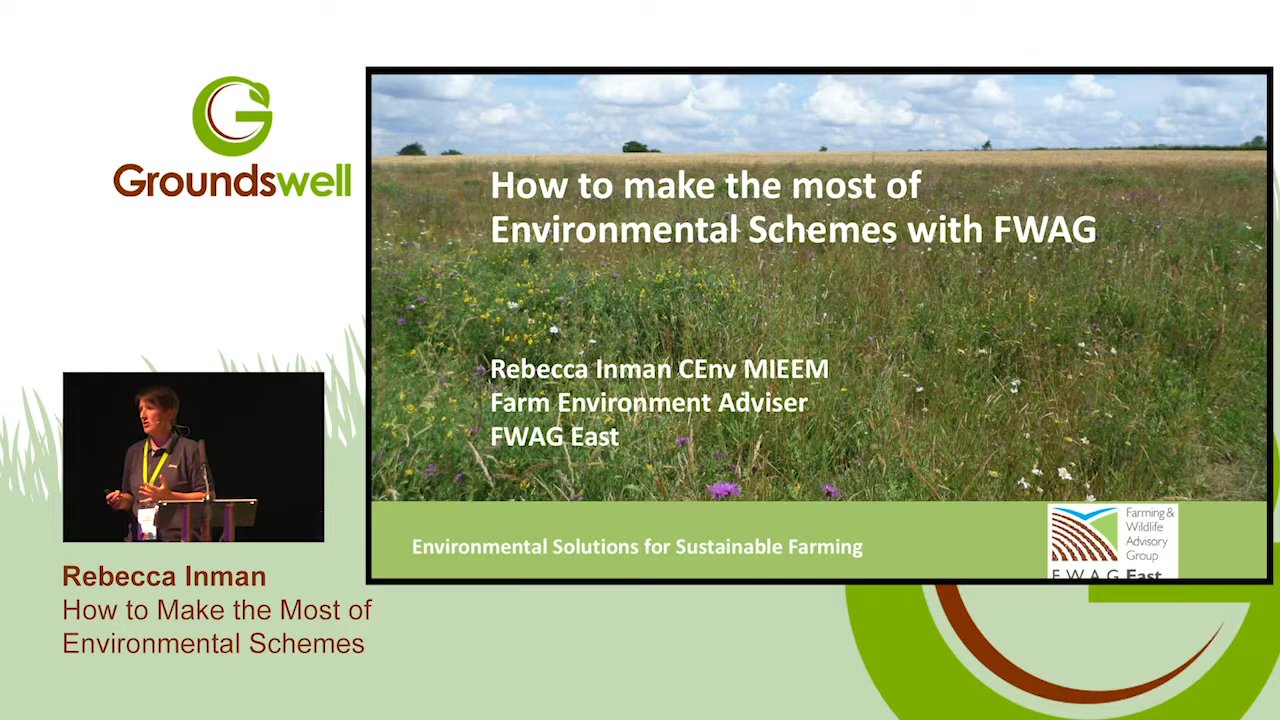 Groundswell
How to make the most of
Environmental Schemes with FWAG
Rebecca Inman CEnv MIEEM
Farm Environment Adviser
FWAG East
Environmental Solutions for Sustainable Farming
Farming &
Wildlife
Advisory
Group
FWAG East
Rebecca Inman
How to Make the Most of
Environmental Schemes